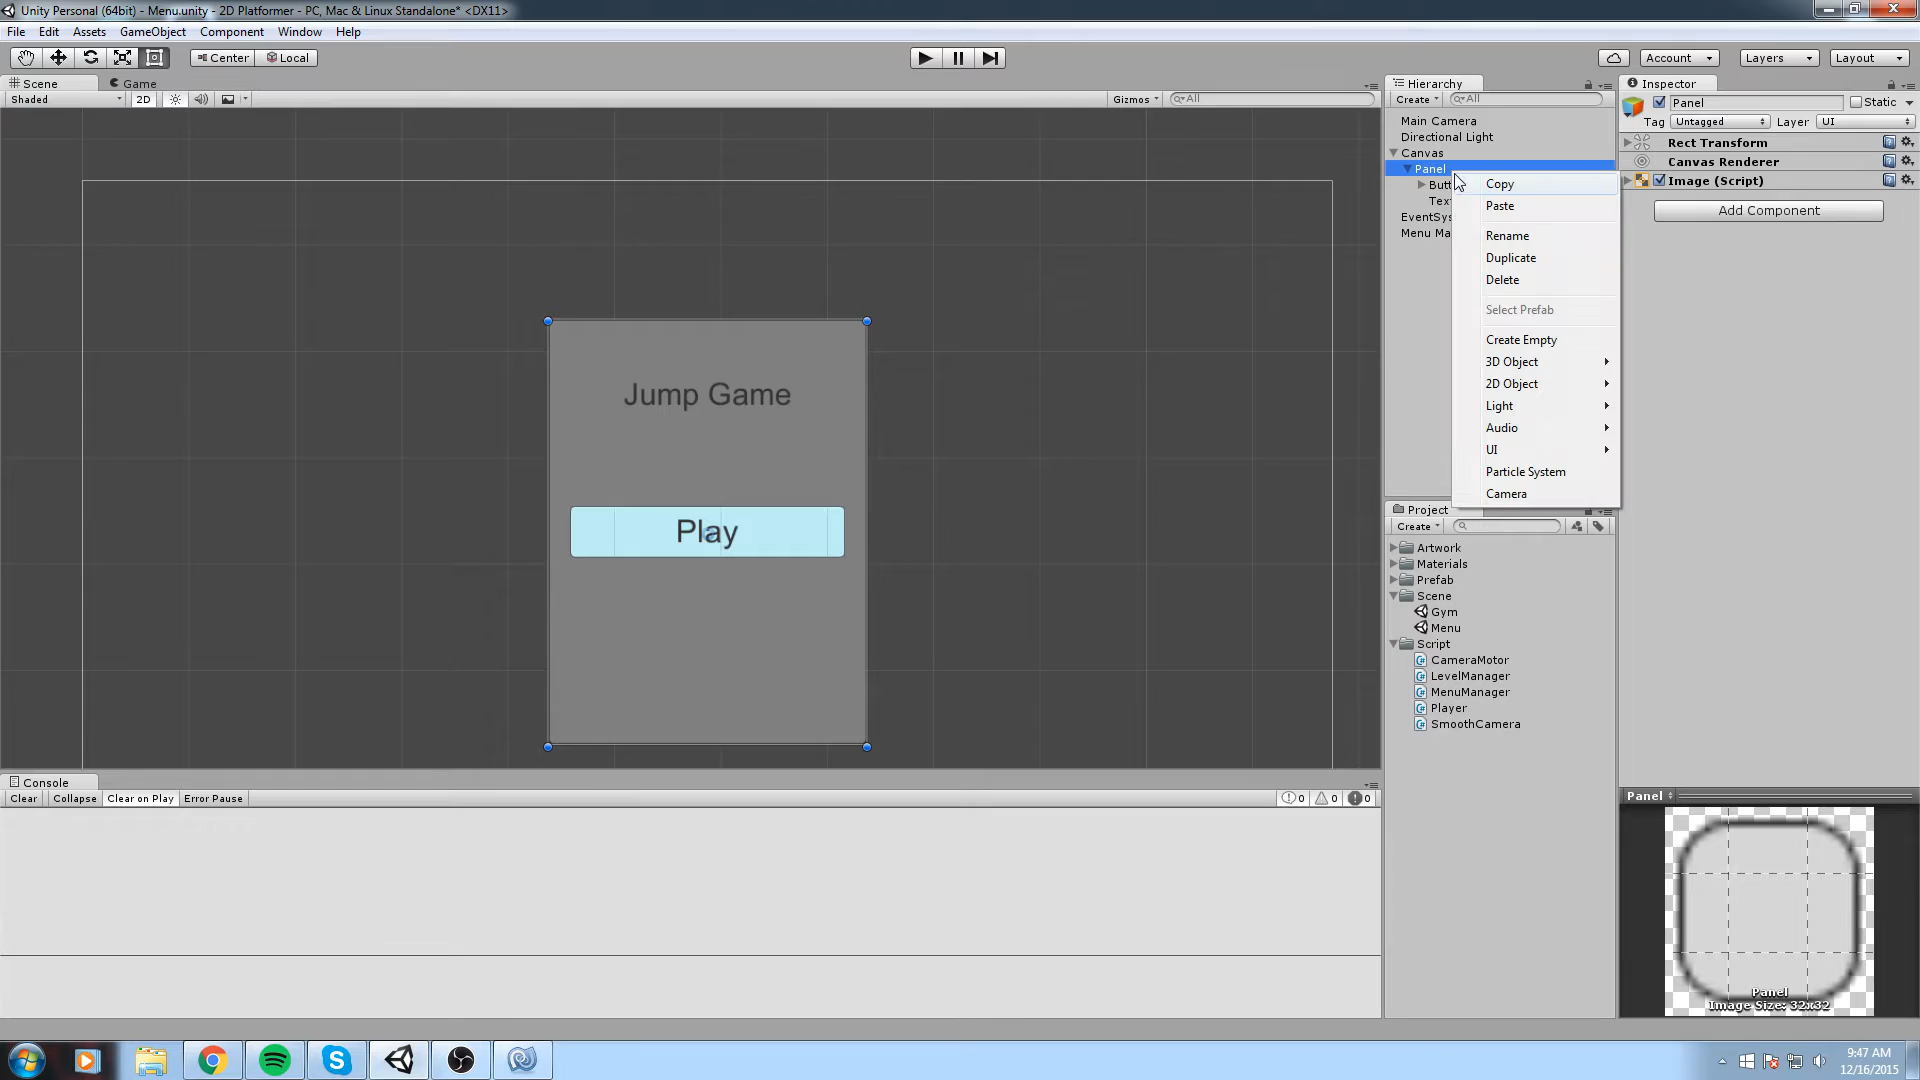 Unity Personal (64bit) - Menu.unity - 2D Platformer - PC, Mac & Linux Standalone* <DX11>
File Edit Assets GameObject Component Window Help
Center Local Account Layers Layout
Scene Game
Shaded 2D Gizmos All
Hierarchy
Create All
Main Camera
Directional Light
Canvas
Panel
Butt
Tex
EventSys
Menu Ma
Copy
Paste
Rename
Duplicate
Delete
Select Prefab
Create Empty
3D Object
2D Object
Light
Audio
UI
Particle System
Camera
Inspector
Panel Static
Tag Untagged Layer UI
Rect Transform
Canvas Renderer
Image (Script)
Add Component
Jump Game
Play
Project
Create
Artwork
Materials
Prefab
Scene
Gym
Menu
Script
CameraMotor
LevelManager
MenuManager
Player
SmoothCamera
Console
Clear Collapse Clear on Play Error Pause 0 0 0
Panel
Panel
Image Size: 32x32
9:47 AM
12/16/2015